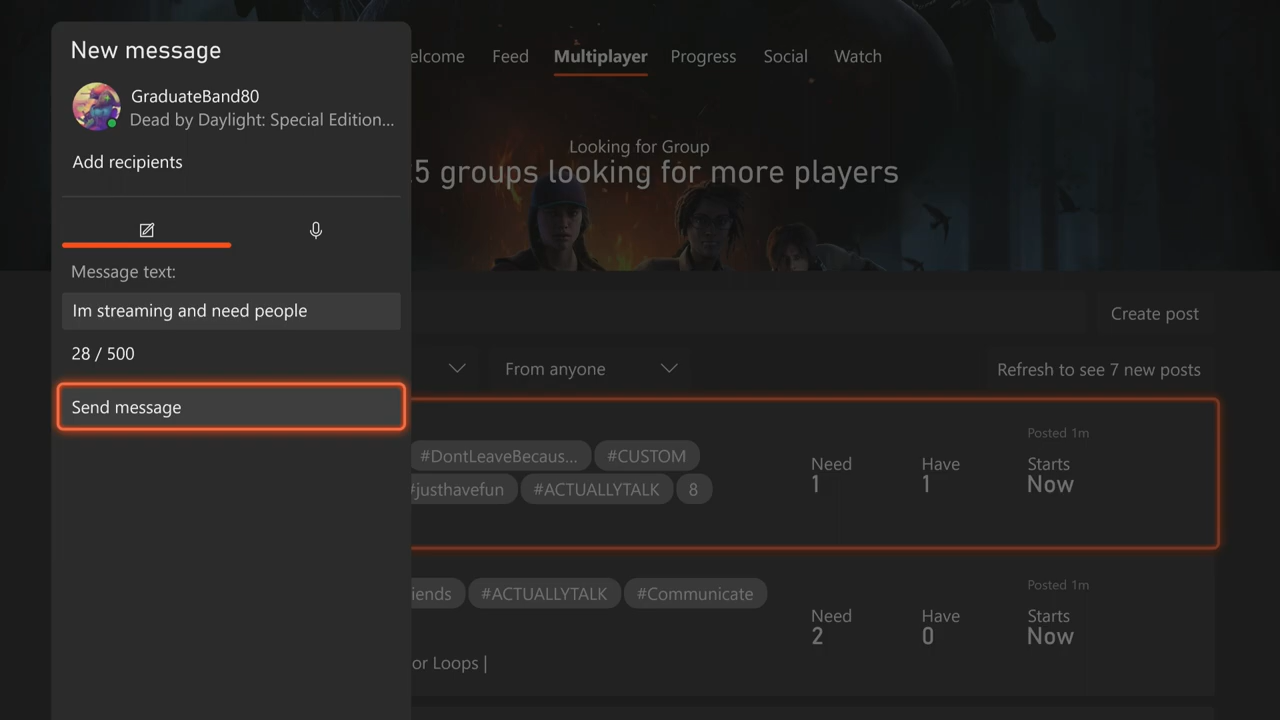 New message
GraduateBand80
Dead by Daylight: Special Edition...
Add recipients
Message text:
Im streaming and need people
28 / 500
Send message
elcome Feed Multiplayer Progress Social Watch
Looking for Group
5 groups looking for more players
Create post
From anyone
Refresh to see 7 new posts
#DontLeaveBecaus... #CUSTOM
#justhavefun #ACTUALLYTALK 8
Need
1
Have
1
Posted 1m
Starts
Now
iends #ACTUALLYTALK #Communicate
or Loops |
Need
2
Have
0
Posted 1m
Starts
Now